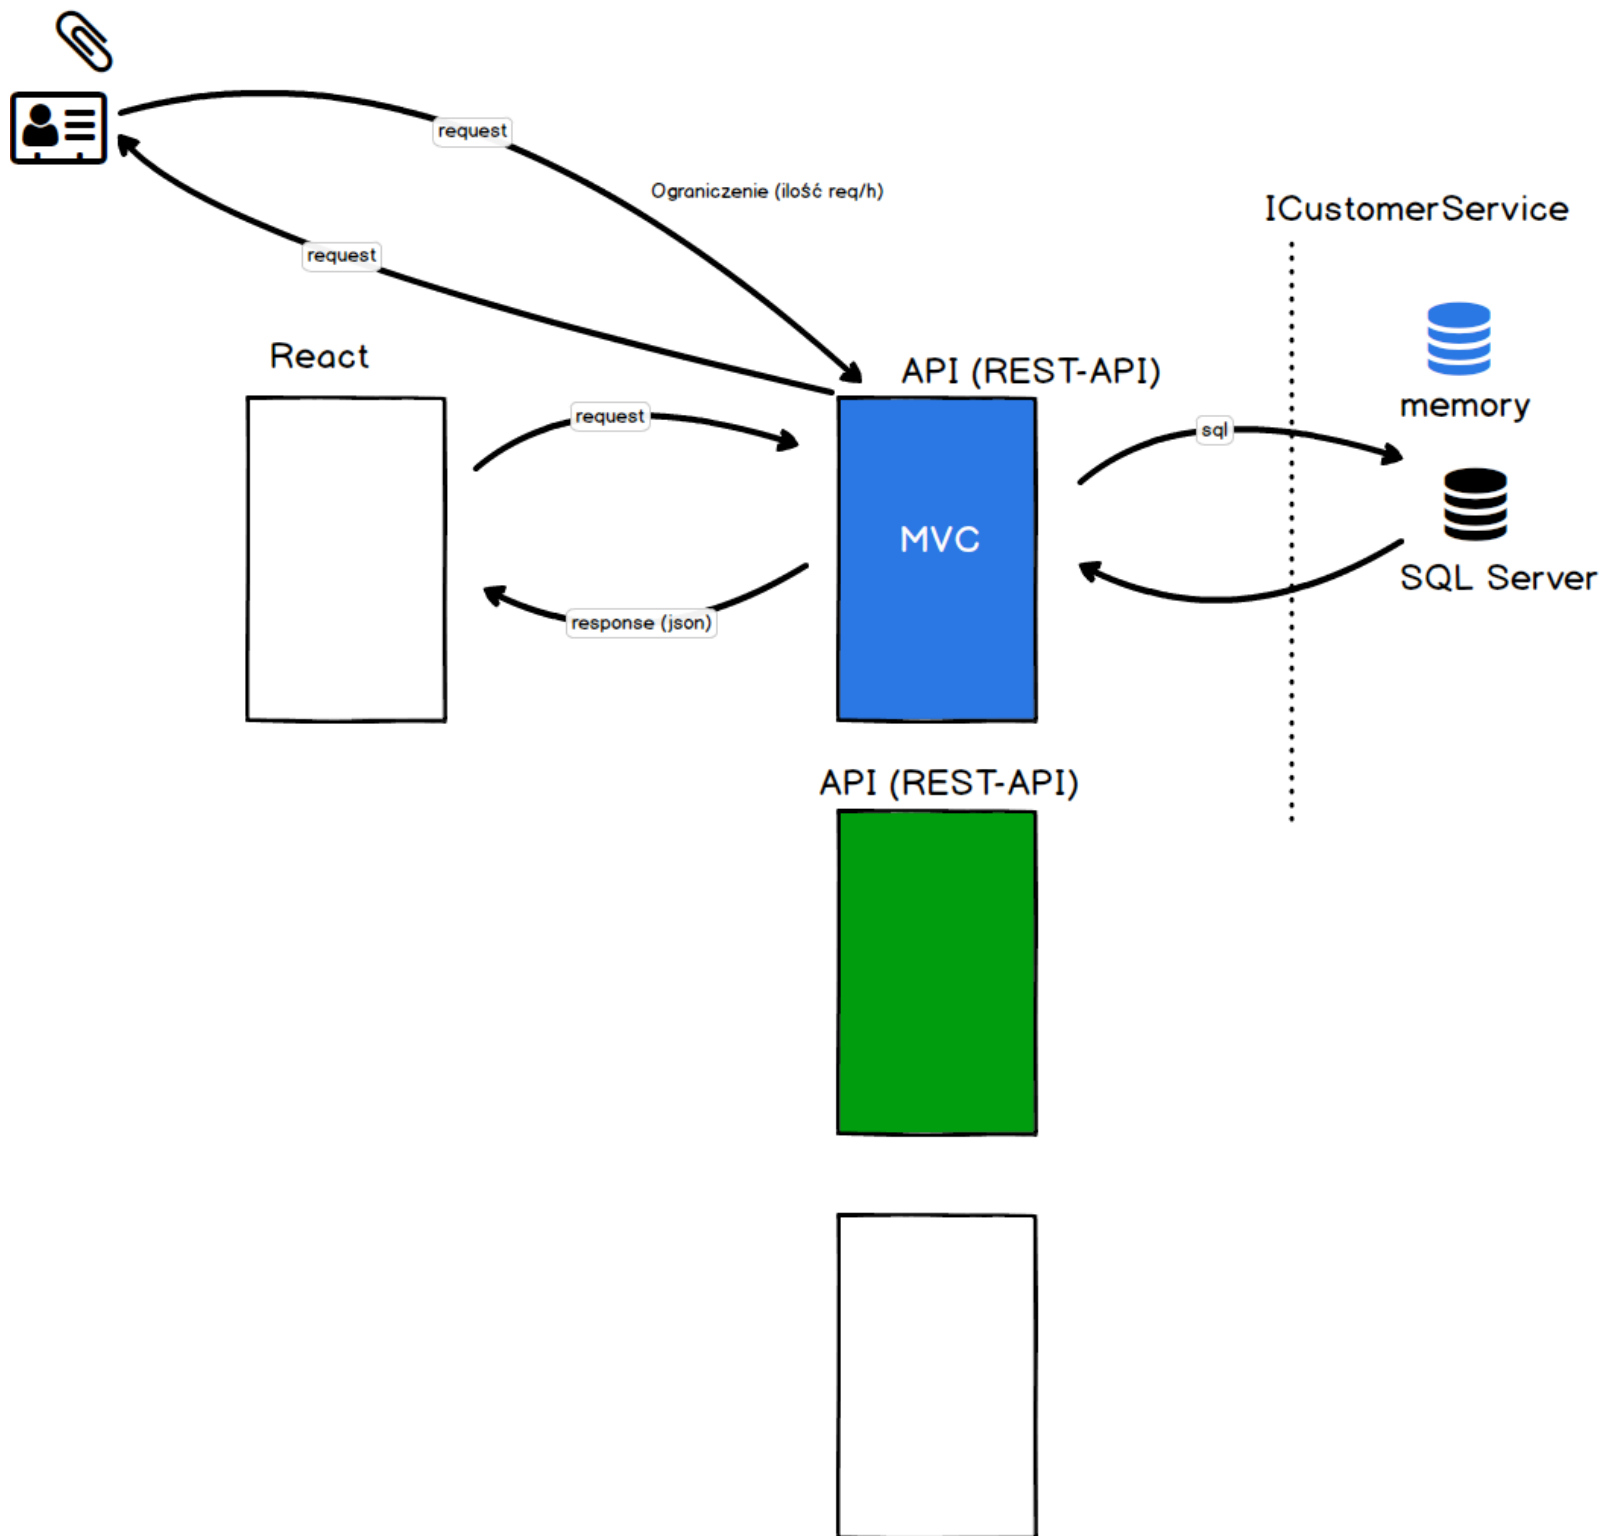 request
Ograniczenie (ilość req/h)
ICustomerService
request
React
API (REST-API)
memory
request
sql
MVC
SQL Server
response (json)
API (REST-API)